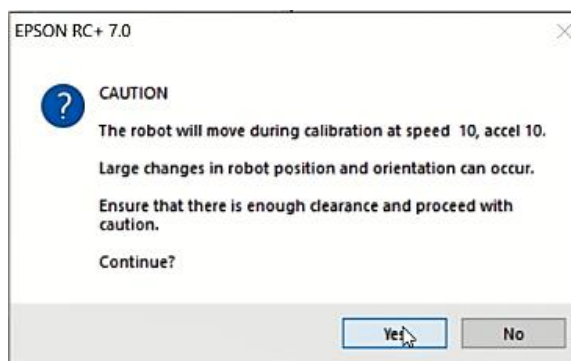 EPSON RC+ 7.0
CAUTION
The robot will move during calibration at speed  10, accel 10.
Large changes in robot position and orientation can occur.
Ensure that there is enough clearance and proceed with
caution.
Continue?
Yes
No